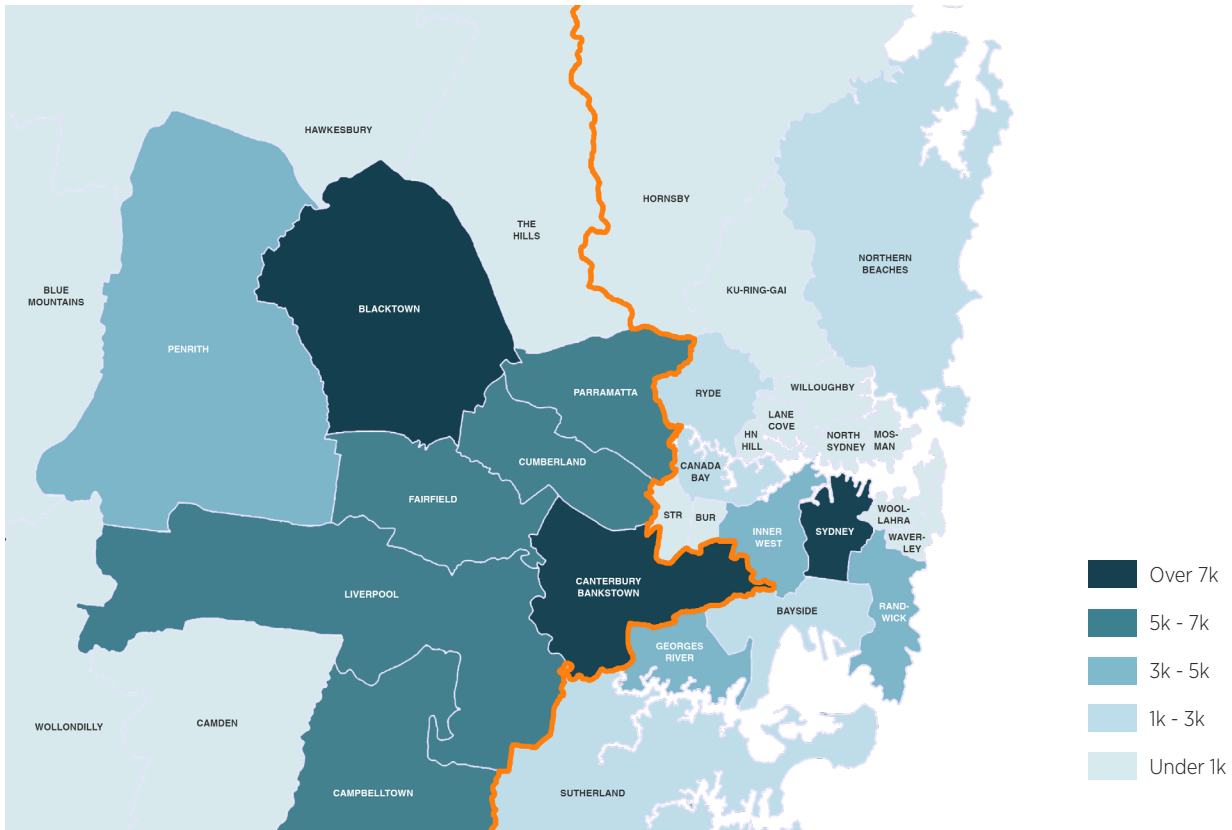 HAWKESBURY
THE
HILLS
HORNSBY
NORTHERN
BEACHES
KU-RING-GAI
BLUE
MOUNTAINS
BLACKTOWN
PENRITH
PARRAMATTA
RYDE
WILLOUGHBY
LANE
COVE
HN
HILL
NORTH
SYDNEY
MOS-
MAN
CUMBERLAND
CANADA
BAY
FAIRFIELD
STR
BUR
INNER
WEST
SYDNEY
WOOL-
LAHRA
WAVER-
LEY
CANTERBURY
BANKSTOWN
LIVERPOOL
BAYSIDE
RAND-
WICK
GEORGES
RIVER
WOLLONDILLY
CAMDEN
CAMPBELLTOWN
SUTHERLAND
Over 7k
5k - 7k
3k - 5k
1k - 3k
Under 1k